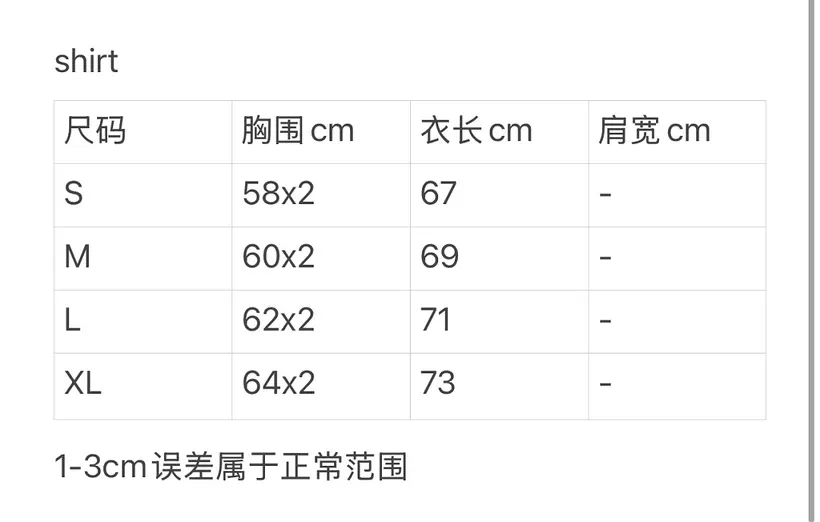 shirt
尺码 胸围cm 衣长cm 肩宽cm
S 58x2 67 -
M 60x2 69 -
L 62x2 71 -
XL 64x2 73 -
1-3cm误差属于正常范围